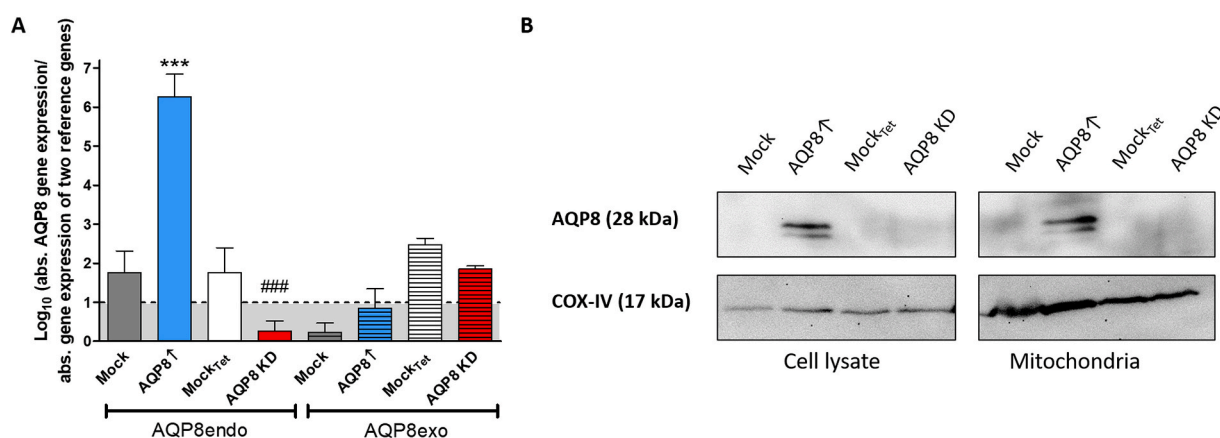 A
Log10 (abs. AQP8 gene expression/
abs. gene expression of two reference genes)
7
6
5
4
3
2
1
0
***
###
Mock
AQP8↑
MockTet
AQP8 KD
Mock
AQP8↑
MockTet
AQP8 KD
AQP8endo
AQP8exo
B
Mock
AQP8↑
MockTet
AQP8 KD
Mock
AQP8↑
MockTet
AQP8 KD
AQP8 (28 kDa)
COX-IV (17 kDa)
Cell lysate
Mitochondria